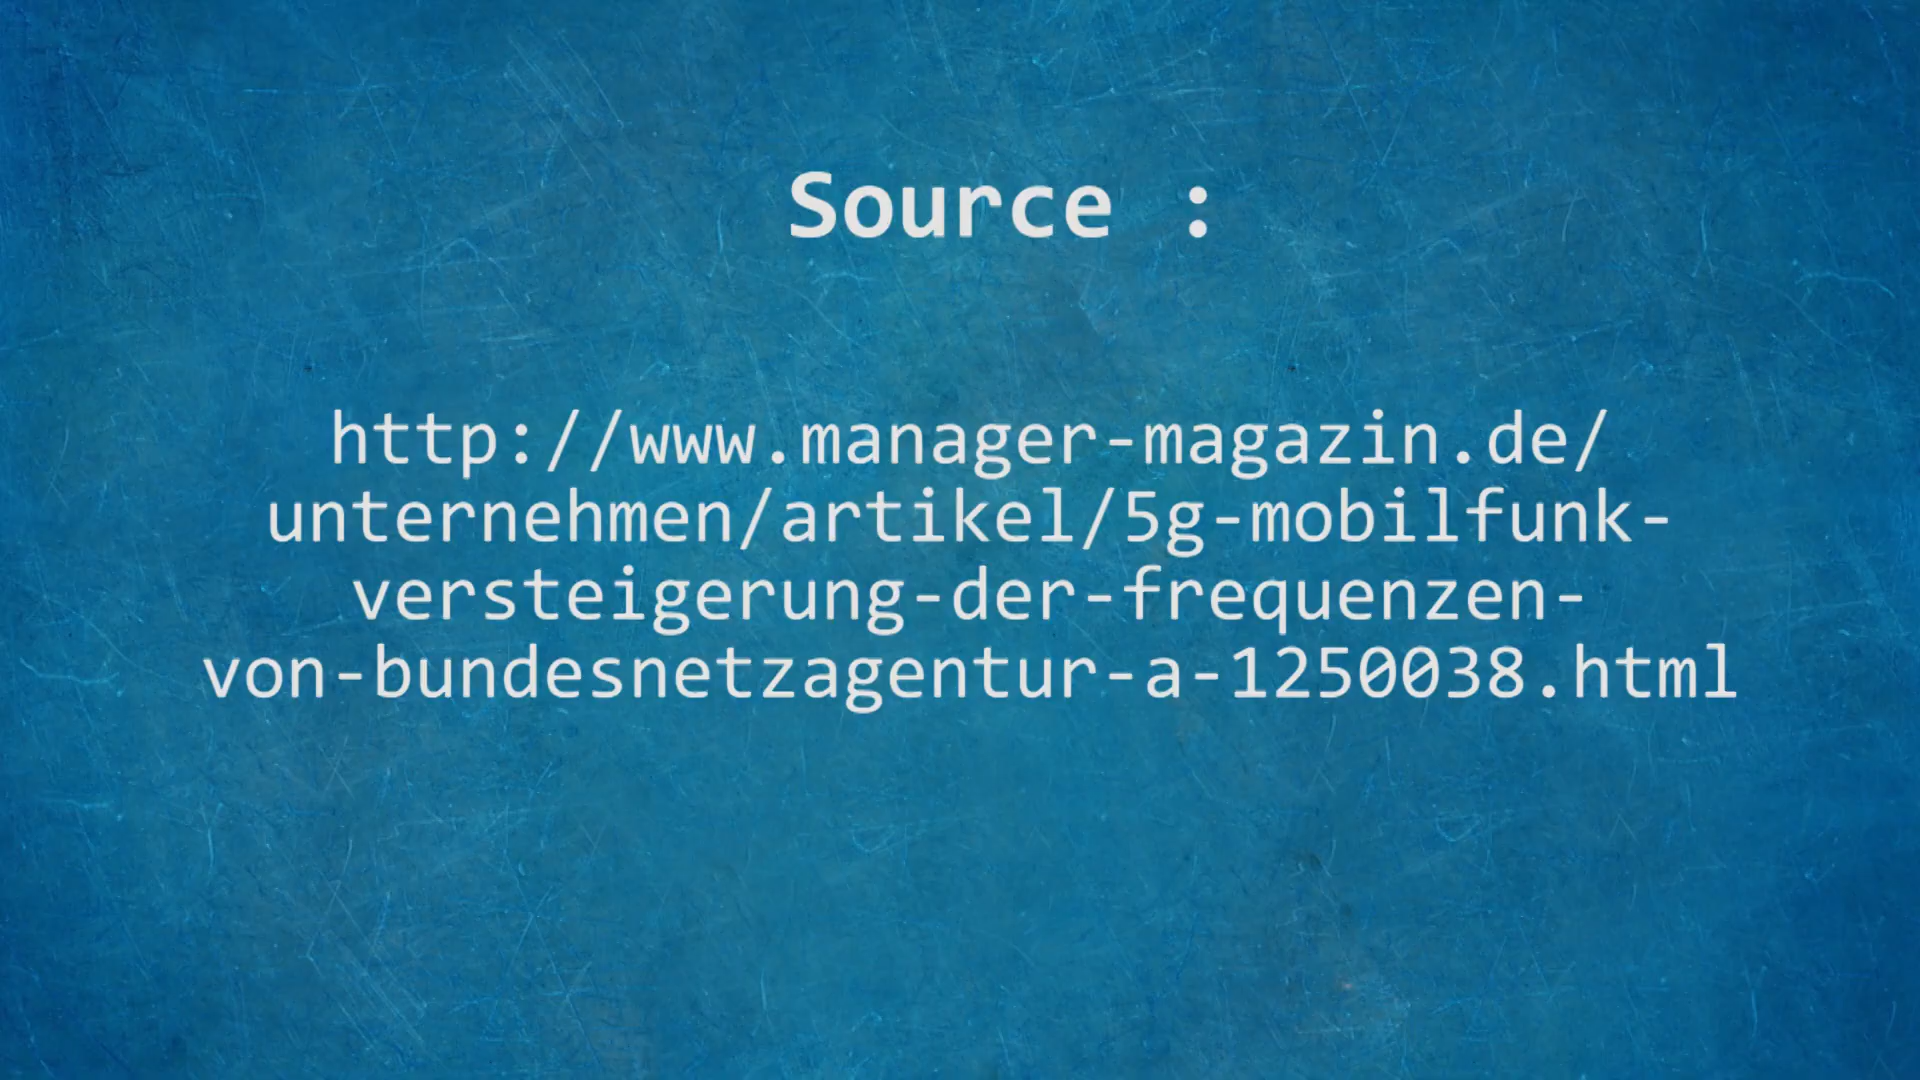 Source :
http://www.manager-magazin.de/
unternehmen/artikel/5g-mobilfunk-
versteigerung-der-frequenzen-
von-bundesnetzagentur-a-1250038.html